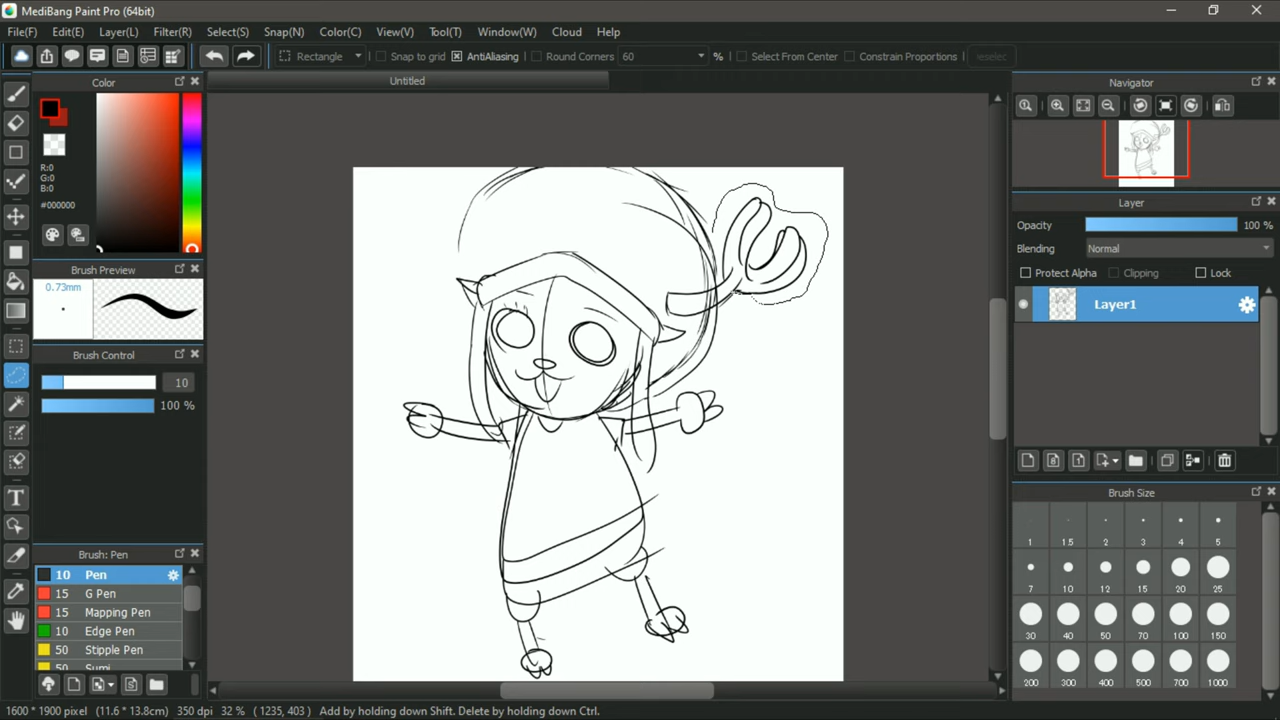 MediBang Paint Pro (64bit)
File(F) Edit(E) Layer(L) Filter(R) Select(S) Snap(N) Color(C) View(V) Tool(T) Window(W) Cloud Help
Rectangle Snap to grid AntiAliasing Round Corners 60 % Select From Center Constrain Proportions reselec
Color
Untitled
Navigator
R:0
G:0
B:0
#000000
Layer
Opacity 100 %
Blending Normal
Brush Preview
Protect Alpha Clipping Lock
0.73mm
Layer1
Brush Control
10
100 %
Brush Size
1 1.5 2 3 4 5
7 10 12 15 20 25
30 40 50 70 100 150
200 300 400 500 700 1000
Brush: Pen
10 Pen
15 G Pen
15 Mapping Pen
10 Edge Pen
50 Stipple Pen
50 Sumi
1600 * 1900 pixel (11.6 * 13.8cm) 350 dpi 32 % ( 1235, 403 ) Add by holding down Shift. Delete by holding down Ctrl.